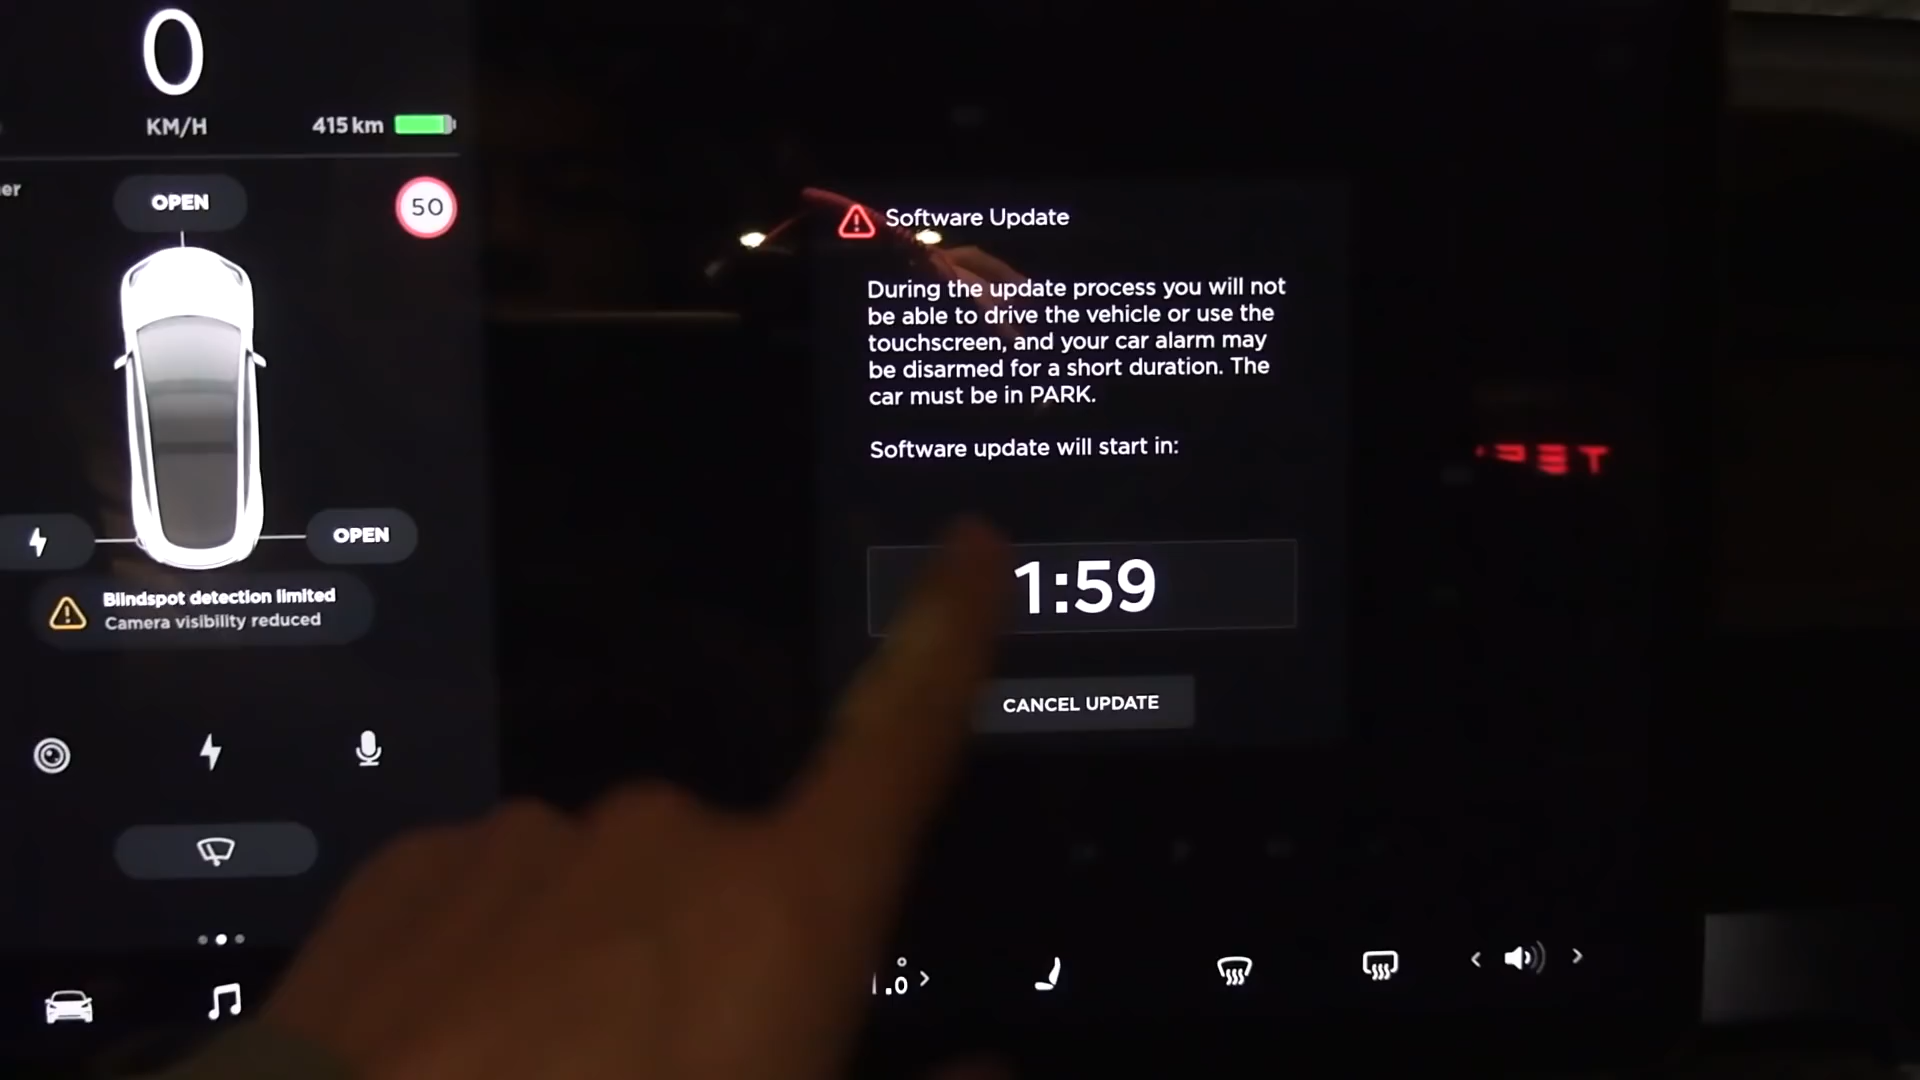 0
KM/H
415 km
er
OPEN
50
OPEN
Blindspot detection limited
Camera visibility reduced
Software Update
During the update process you will not
be able to drive the vehicle or use the
touchscreen, and your car alarm may
be disarmed for a short duration. The
car must be in PARK.
Software update will start in:
1:59
CANCEL UPDATE
.0°